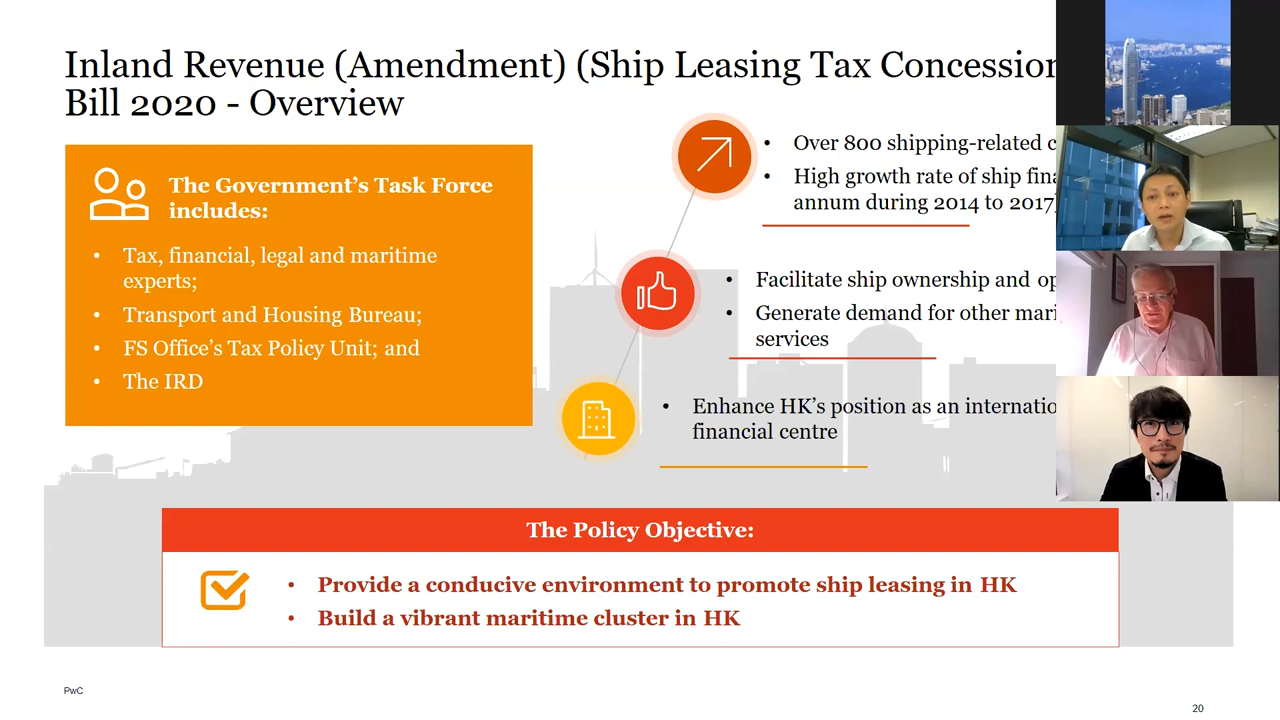 Inland Revenue (Amendment) (Ship Leasing Tax Concession
Bill 2020 - Overview
The Government's Task Force
includes:
• Tax, financial, legal and maritime
experts;
• Transport and Housing Bureau;
• FS Office's Tax Policy Unit; and
• The IRD
• Over 800 shipping-related
• High growth rate of ship
annum during 2014 to 2017
• Facilitate ship ownership and
• Generate demand for other
services
• Enhance HK's position as an
financial centre
The Policy Objective:
• Provide a conducive environment to promote ship leasing in HK
• Build a vibrant maritime cluster in HK
PwC
20